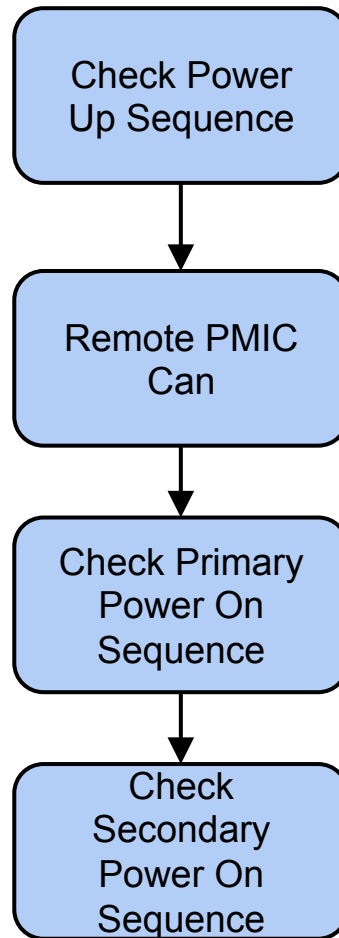 Check Power
Up Sequence
Remote PMIC
Can
Check Primary
Power On
Sequence
Check
Secondary
Power On
Sequence